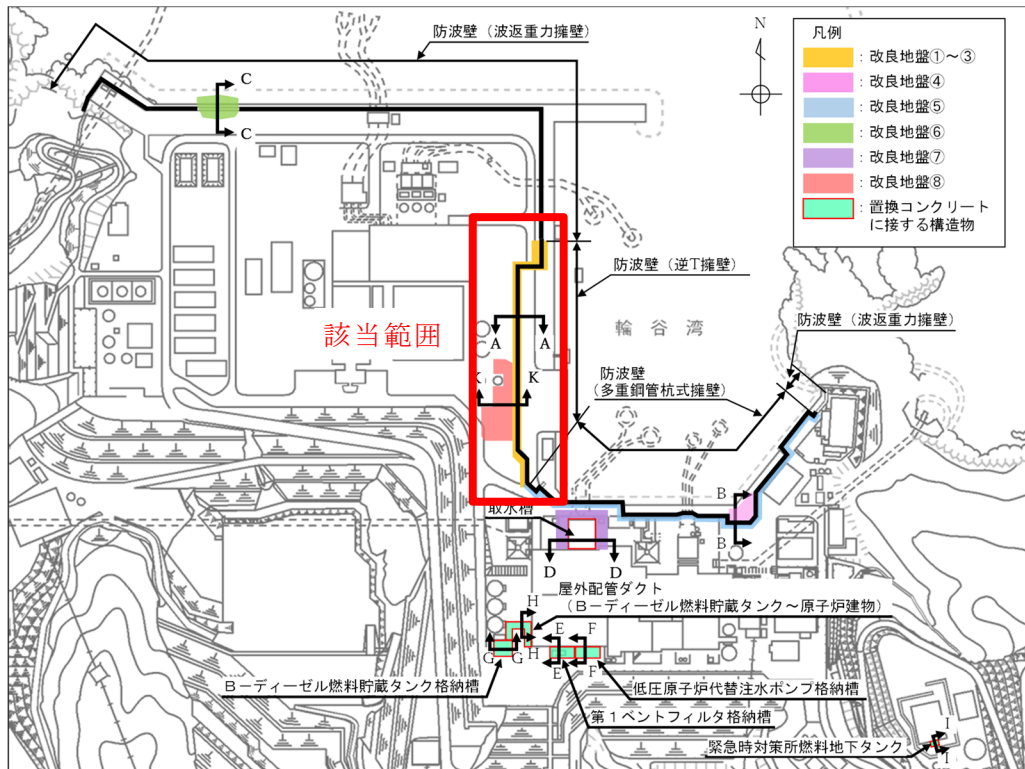 防波壁（波返重力擁壁）
N
凡例
：改良地盤①～③
：改良地盤④
：改良地盤⑤
：改良地盤⑥
：改良地盤⑦
：改良地盤⑧
：置換コンクリート
に接する構造物
C
C
防波壁（逆T擁壁）
該当範囲
輪谷湾
防波壁（波返重力擁壁）
A
A
防波壁
（多重鋼管杭式擁壁）
K
K
B
B
取水槽
D
D
屋外配管ダクト
（B－ディーゼル燃料貯蔵タンク～原子炉建物）
H
H
E
F
G
G
E
F
B－ディーゼル燃料貯蔵タンク格納槽
低圧原子炉代替注水ポンプ格納槽
第１ベントフィルタ格納槽
緊急時対策所燃料地下タンク
I
I